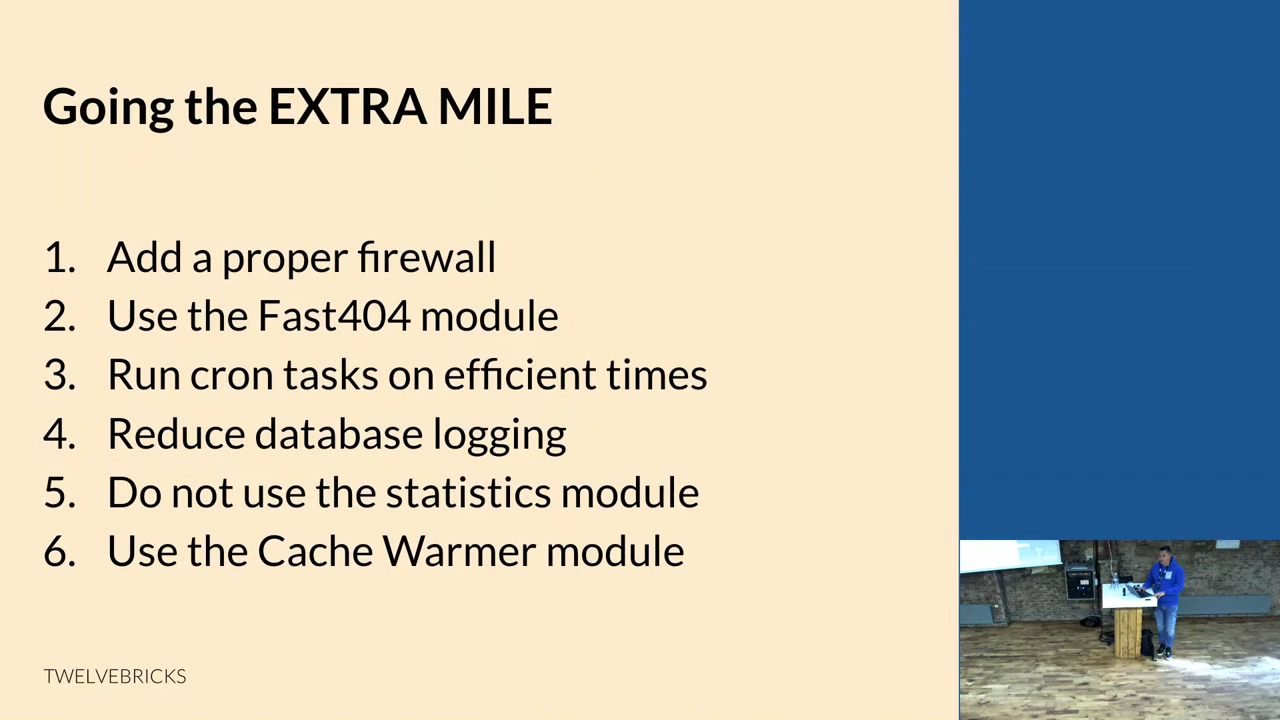 Going the EXTRA MILE
1. Add a proper firewall
2. Use the Fast404 module
3. Run cron tasks on efficient times
4. Reduce database logging
5. Do not use the statistics module
6. Use the Cache Warmer module
TWELVEBRICKS